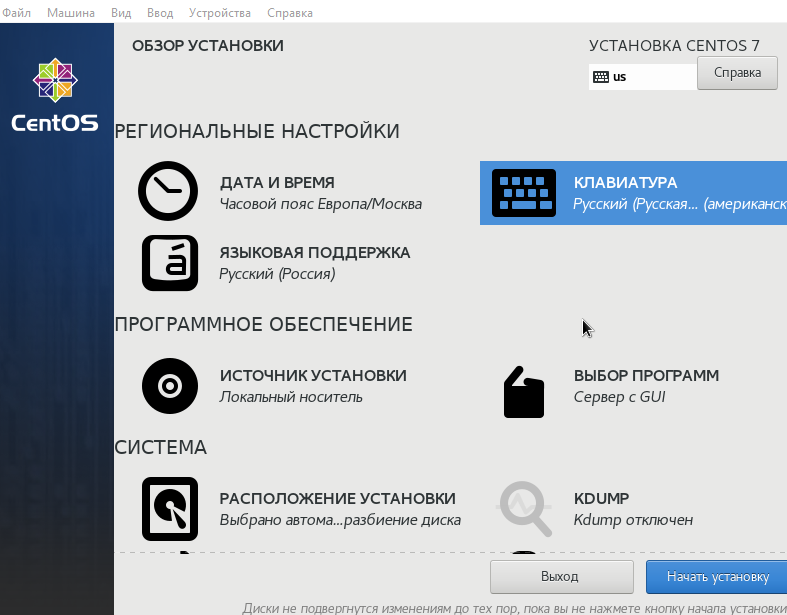 Файл Машина Вид Ввод Устройства Справка
ОБЗОР УСТАНОВКИ
УСТАНОВКА CENTOS 7
us
Справка
CentOS
РЕГИОНАЛЬНЫЕ НАСТРОЙКИ
ДАТА И ВРЕМЯ
Часовой пояс Европа/Москва
КЛАВИАТУРА
Русский (Русская... (американск
ЯЗЫКОВАЯ ПОДДЕРЖКА
Русский (Россия)
ПРОГРАММНОЕ ОБЕСПЕЧЕНИЕ
ИСТОЧНИК УСТАНОВКИ
Локальный носитель
ВЫБОР ПРОГРАММ
Сервер с GUI
СИСТЕМА
РАСПОЛОЖЕНИЕ УСТАНОВКИ
Выбрано автома...разбиение диска
KDUMP
Kdump отключен
Выход
Начать установку
Диски не подвергнутся изменениям до тех пор, пока вы не нажмете кнопку начала установки